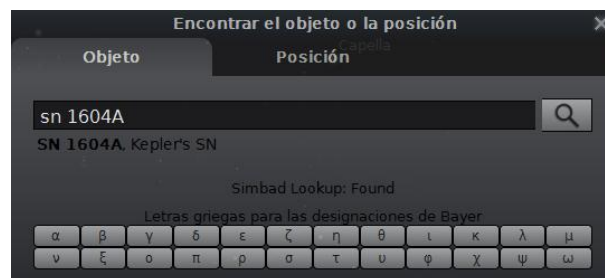 Encontrar el objeto o la posición
Capella
Objeto Posición
sn 1604A
SN 1604A, Kepler's SN
Simbad Lookup: Found
Letras griegas para las designaciones de Bayer
α β γ δ ε ζ η θ ι κ λ μ
ν ξ ο π ρ σ τ υ φ χ ψ ω